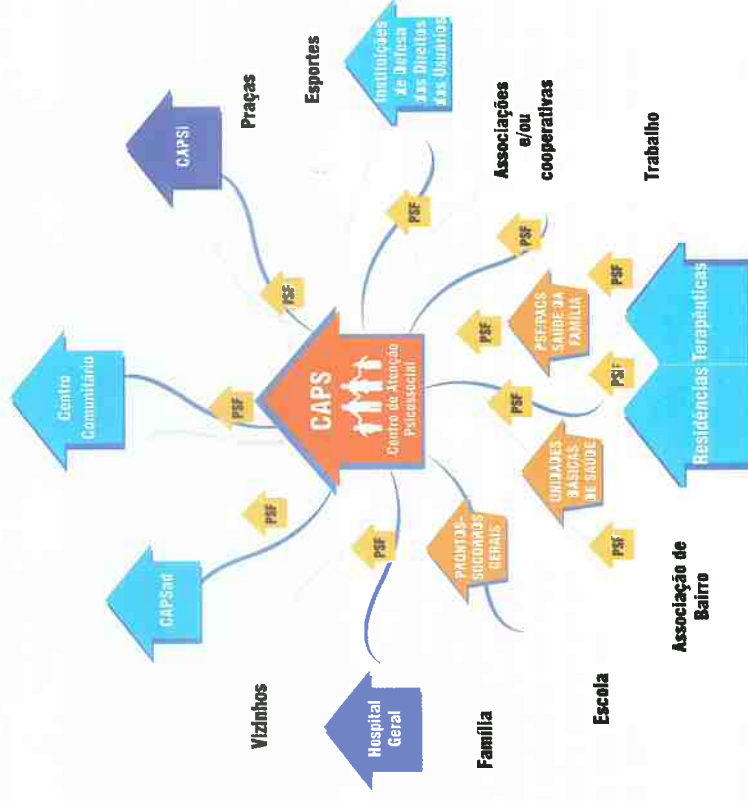 Centro
Comunitário
CAPSad
CAPSi
Praças
Esportes
Vizinhos
PSF
PSF
PSF
CAPS
Centro de Atenção
Psicossocial
PSF
PSF
Instituições
de Defesa
dos Direitos
dos Usuários
Hospital
Geral
Família
PRONTOS-
SOCORROS
GERAIS
Escola
UNIDADES
BÁSICAS
DE SAÚDE
PSF
PSF
PSF
PSF/PACS
SAÚDE DA
FAMÍLIA
PSF
Associações
e/ou
cooperativas
PSF
PSF
PSF
Trabalho
Residências Terapêuticas
Associação de
Bairro